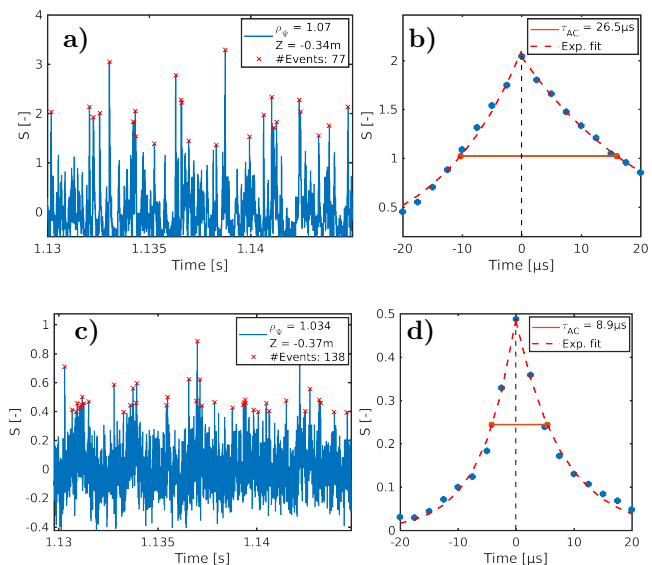 a)
ρΨ = 1.07
Z = -0.34m
#Events: 77
4
3
2
1
0
S [-]
1.13
1.135
1.14
Time [s]
b)
τAC = 26.5μs
Exp. fit
2
1.5
1
0.5
S [-]
-20
-10
0
10
20
Time [μs]
c)
ρΨ = 1.034
Z = -0.37m
#Events: 138
1
0.8
0.6
0.4
0.2
0
-0.2
-0.4
S [-]
1.13
1.135
1.14
Time [s]
d)
τAC = 8.9μs
Exp. fit
0.5
0.4
0.3
0.2
0.1
0
S [-]
-20
-10
0
10
20
Time [μs]